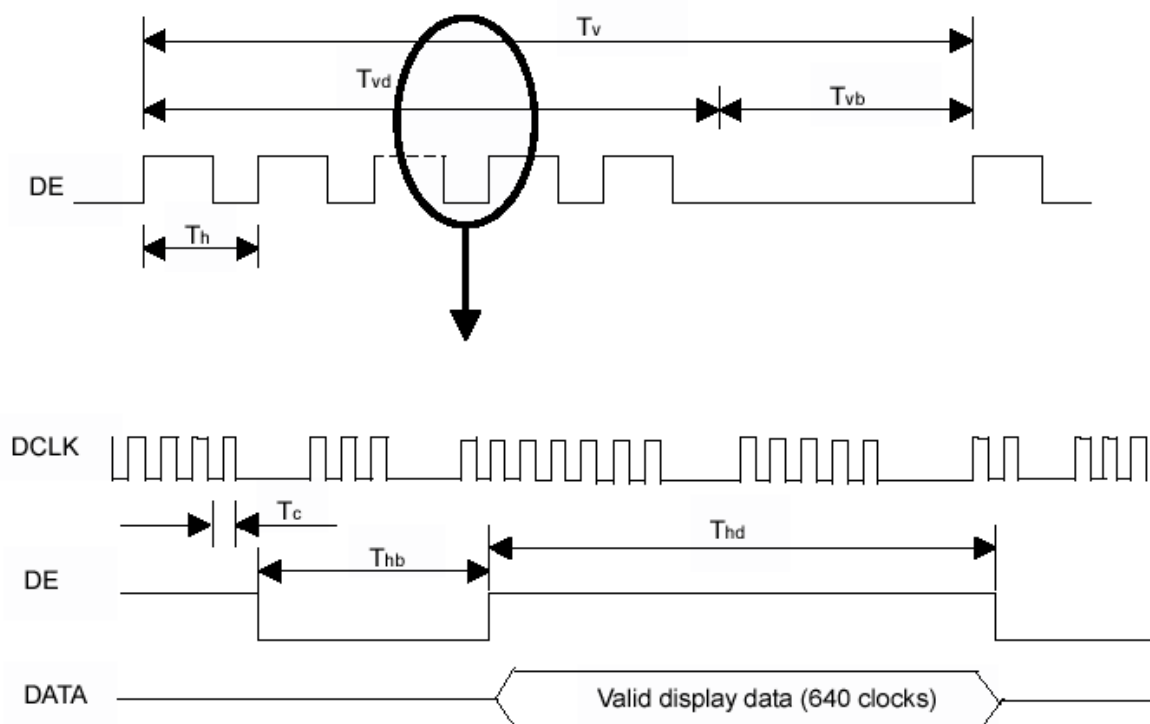 Tv
Tvd
Tvb
DE
Th
DCLK
Tc
Thd
Thb
DE
DATA
Valid display data (640 clocks)